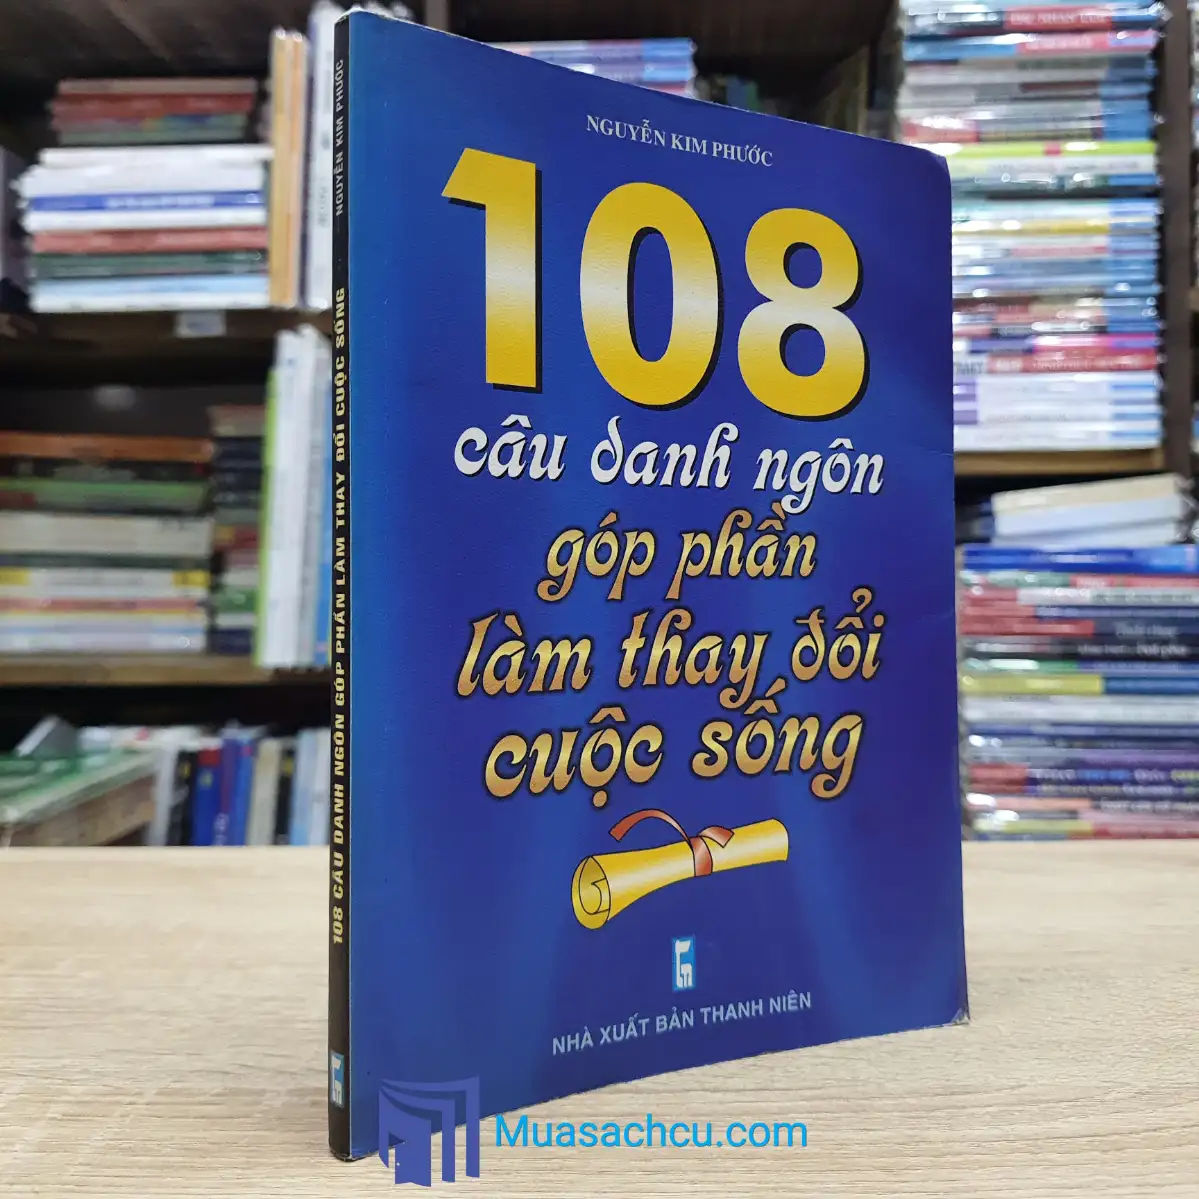 NGUYỄN KIM PHƯỚC
108
câu danh ngôn
góp phần
làm thay đổi
cuộc sống
NHÀ XUẤT BẢN THANH NIÊN
108 CÂU DANH NGÔN GÓP PHẦN LÀM THAY ĐỔI CUỘC SỐNG NGUYỄN KIM PHƯỚC
Muasachcu.com